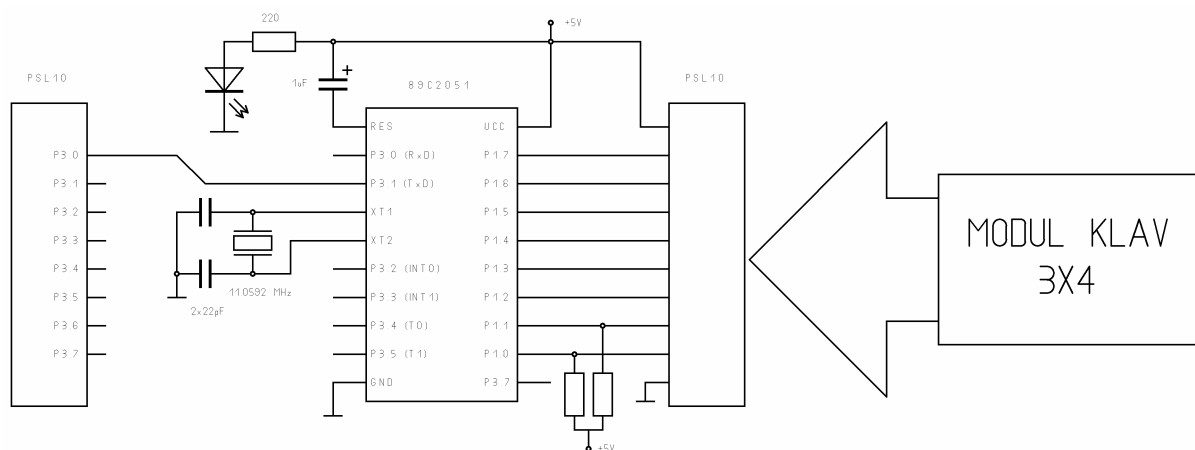 220
+5V
PSL10
1uF
+
89C2051
PSL10
RES
UCC
P3.0
P3.0 (RxD)
P1.7
P3.1
P3.1 (TxD)
P1.6
P3.2
XT1
P1.5
P3.3
XT2
P1.4
MODUL KLAV
3X4
P3.4
P3.2 (INT0)
P1.3
110592 MHz
P3.5
P3.3 (INT1)
P1.2
2x22pF
P3.6
P3.4 (T0)
P1.1
P3.7
P3.5 (T1)
P1.0
GND
P3.7
+5V